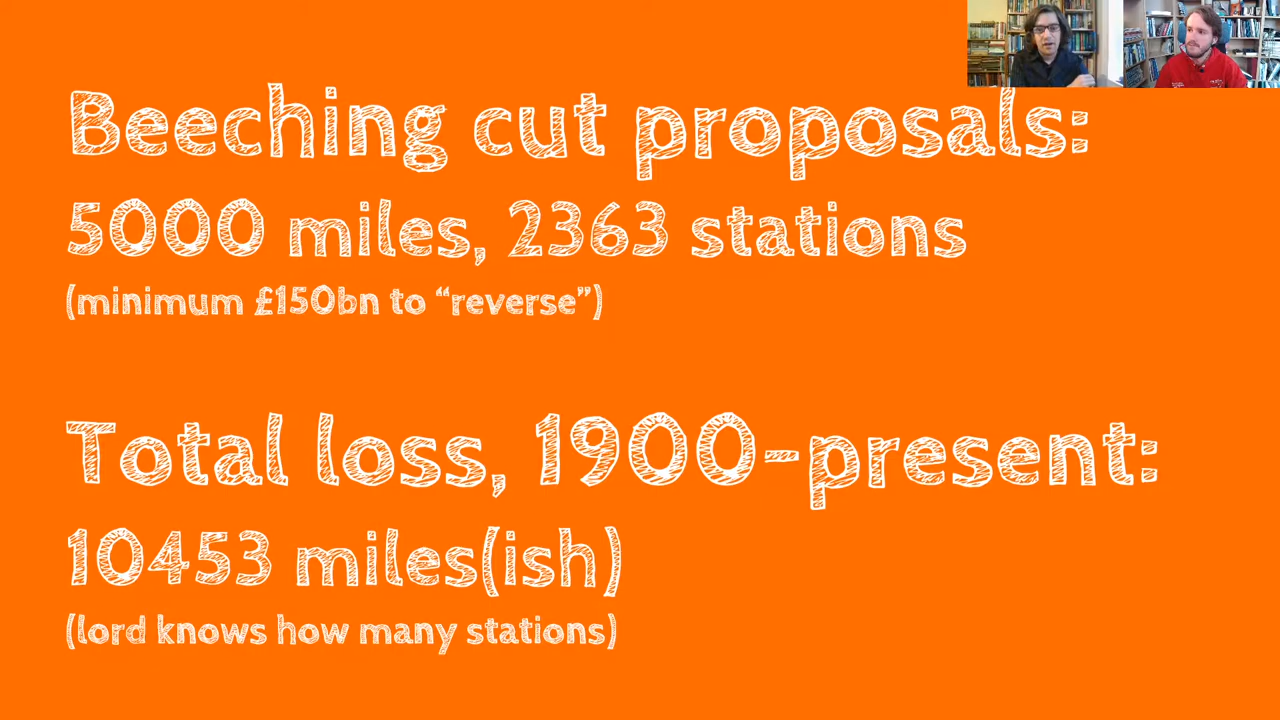 Beeching cut proposals:
5000 miles, 2363 stations
(minimum £150bn to “reverse”)
Total loss, 1900-present:
10453 miles(ish)
(lord knows how many stations)